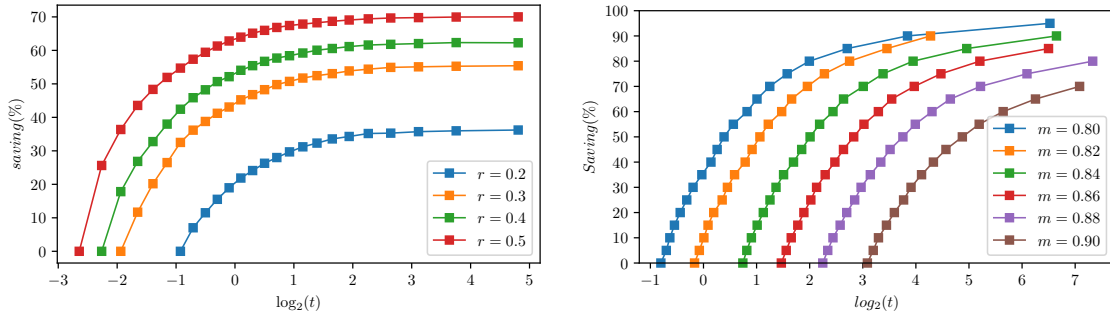 70
60
50
40
30
20
10
0
saving(%)
−3 −2 −1 0 1 2 3 4 5
log₂(t)
r = 0.2
r = 0.3
r = 0.4
r = 0.5
100
90
80
70
60
50
40
30
20
10
0
Saving(%)
−1 0 1 2 3 4 5 6 7
log₂(t)
m = 0.80
m = 0.82
m = 0.84
m = 0.86
m = 0.88
m = 0.90